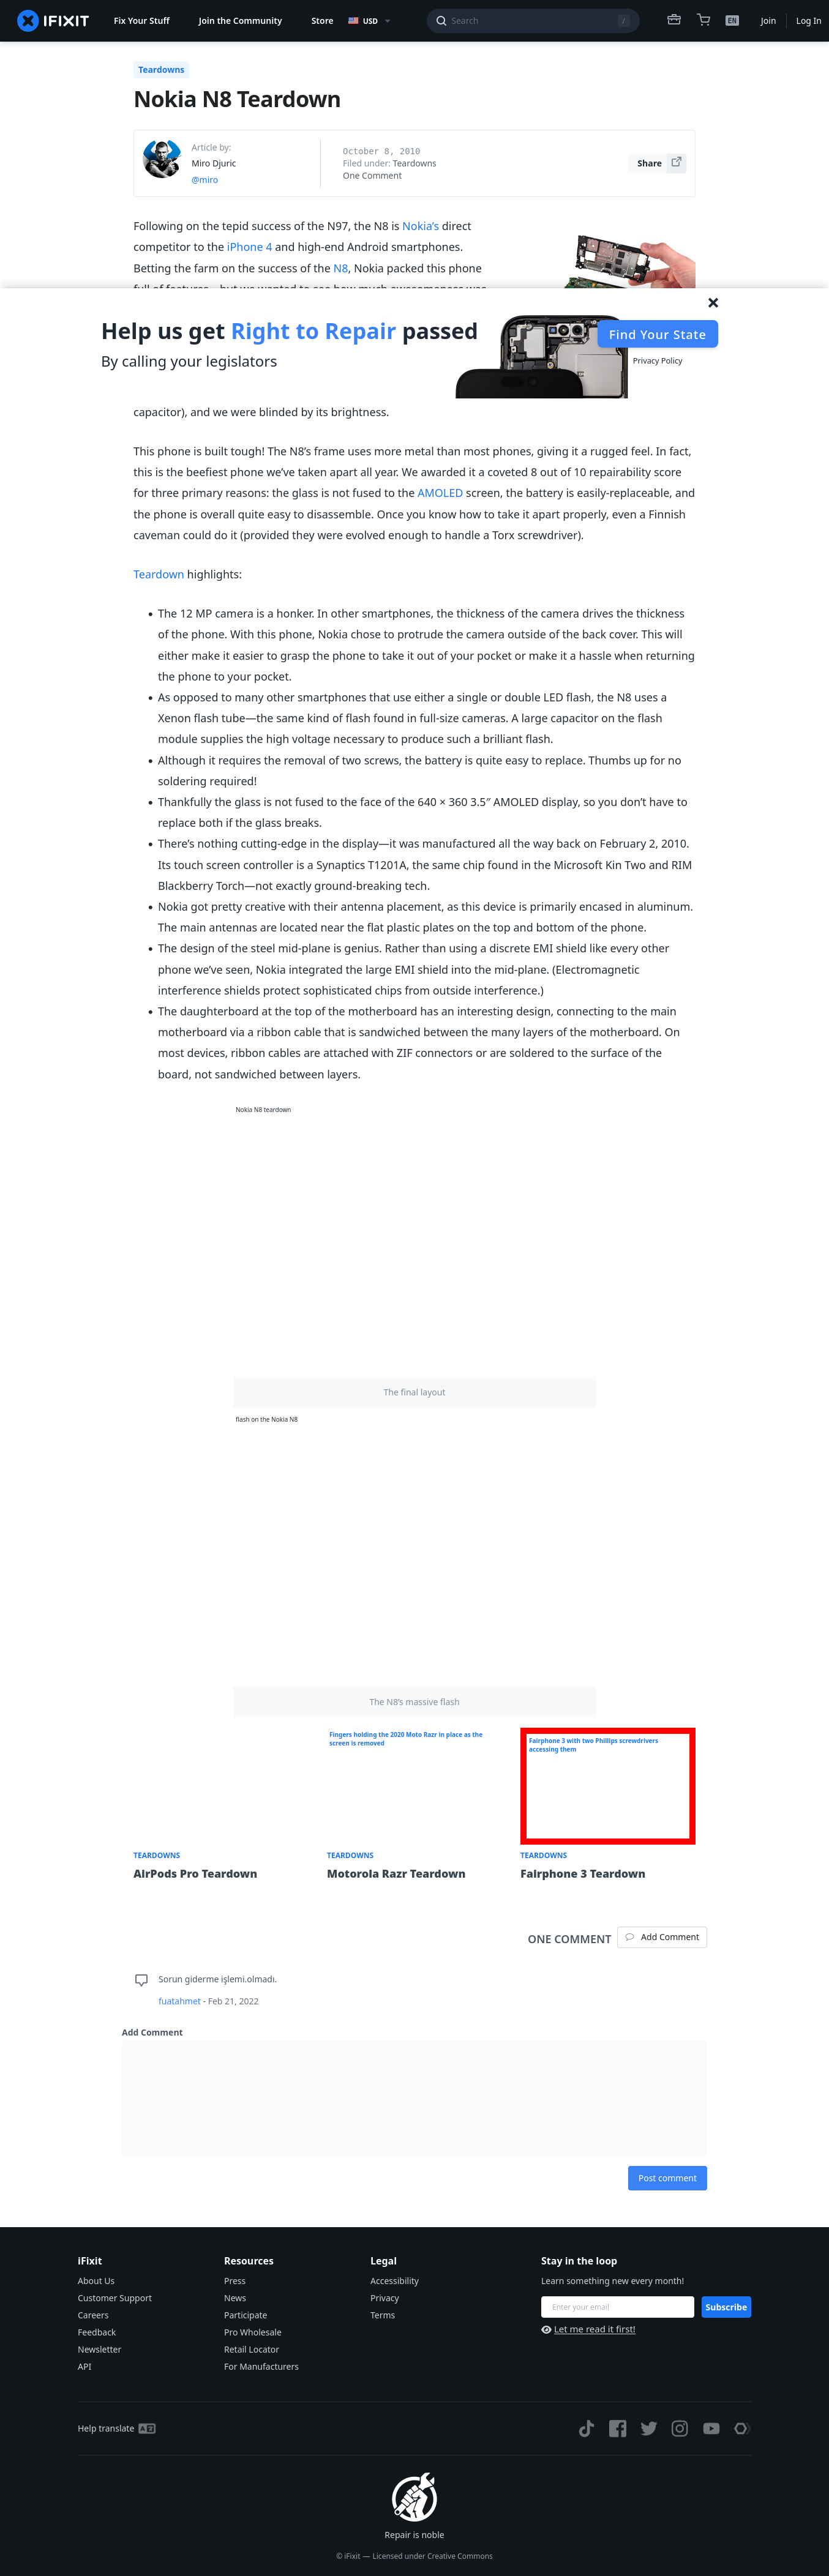 IFIXIT
Fix Your Stuff
Join the Community
Store
USD
Search
/
EN
Join
Log In
Teardowns
Nokia N8 Teardown
Article by:
Miro Djuric
@miro
October 8, 2010
Filed under: Teardowns
One Comment
Share
Following on the tepid success of the N97, the N8 is Nokia’s direct
competitor to the iPhone 4 and high-end Android smartphones.
Betting the farm on the success of the N8, Nokia packed this phone
Help us get Right to Repair passed
By calling your legislators
Find Your State
Privacy Policy
capacitor), and we were blinded by its brightness.
This phone is built tough! The N8’s frame uses more metal than most phones, giving it a rugged feel. In fact,
this is the beefiest phone we’ve taken apart all year. We awarded it a coveted 8 out of 10 repairability score
for three primary reasons: the glass is not fused to the AMOLED screen, the battery is easily-replaceable, and
the phone is overall quite easy to disassemble. Once you know how to take it apart properly, even a Finnish
caveman could do it (provided they were evolved enough to handle a Torx screwdriver).
Teardown highlights:
The 12 MP camera is a honker. In other smartphones, the thickness of the camera drives the thickness
of the phone. With this phone, Nokia chose to protrude the camera outside of the back cover. This will
either make it easier to grasp the phone to take it out of your pocket or make it a hassle when returning
the phone to your pocket.
As opposed to many other smartphones that use either a single or double LED flash, the N8 uses a
Xenon flash tube—the same kind of flash found in full-size cameras. A large capacitor on the flash
module supplies the high voltage necessary to produce such a brilliant flash.
Although it requires the removal of two screws, the battery is quite easy to replace. Thumbs up for no
soldering required!
Thankfully the glass is not fused to the face of the 640 × 360 3.5″ AMOLED display, so you don’t have to
replace both if the glass breaks.
There’s nothing cutting-edge in the display—it was manufactured all the way back on February 2, 2010.
Its touch screen controller is a Synaptics T1201A, the same chip found in the Microsoft Kin Two and RIM
Blackberry Torch—not exactly ground-breaking tech.
Nokia got pretty creative with their antenna placement, as this device is primarily encased in aluminum.
The main antennas are located near the flat plastic plates on the top and bottom of the phone.
The design of the steel mid-plane is genius. Rather than using a discrete EMI shield like every other
phone we’ve seen, Nokia integrated the large EMI shield into the mid-plane. (Electromagnetic
interference shields protect sophisticated chips from outside interference.)
The daughterboard at the top of the motherboard has an interesting design, connecting to the main
motherboard via a ribbon cable that is sandwiched between the many layers of the motherboard. On
most devices, ribbon cables are attached with ZIF connectors or are soldered to the surface of the
board, not sandwiched between layers.
Nokia N8 teardown
The final layout
flash on the Nokia N8
The N8’s massive flash
Fingers holding the 2020 Moto Razr in place as the
screen is removed
Fairphone 3 with two Phillips screwdrivers
accessing them
TEARDOWNS
AirPods Pro Teardown
TEARDOWNS
Motorola Razr Teardown
TEARDOWNS
Fairphone 3 Teardown
ONE COMMENT
Add Comment
Sorun giderme işlemi.olmadı.
fuatahmet - Feb 21, 2022
Add Comment
Post comment
iFixit
About Us
Customer Support
Careers
Feedback
Newsletter
API
Resources
Press
News
Participate
Pro Wholesale
Retail Locator
For Manufacturers
Legal
Accessibility
Privacy
Terms
Stay in the loop
Learn something new every month!
Enter your email
Subscribe
Let me read it first!
Help translate
Repair is noble
© iFixit — Licensed under Creative Commons